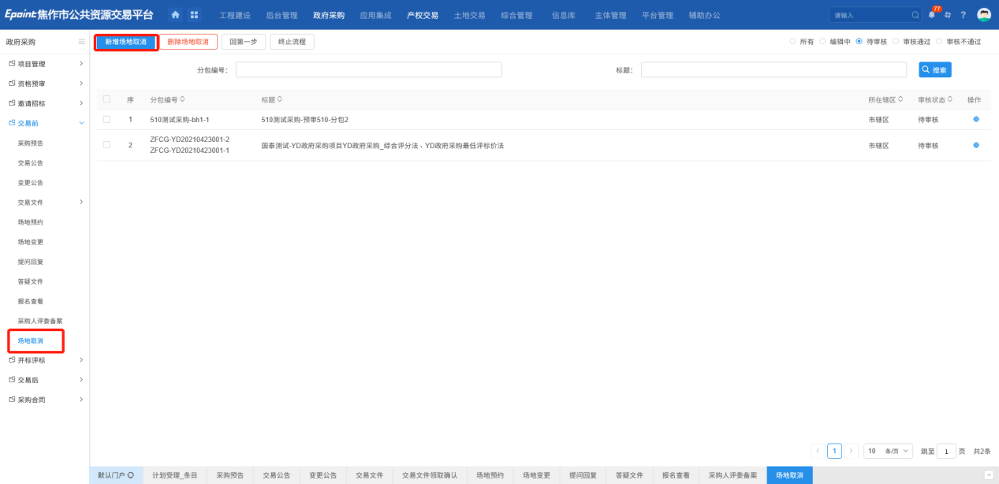 Epoint焦作市公共资源交易平台 工程建设 后台管理 政府采购 应用集成 产权交易 土地交易 综合管理 信息库 主体管理 平台管理 辅助办公 请输入 77 ?
政府采购
新增场地取消 删除场地取消 回第一步 终止流程 所有 编辑中 待审核 审核通过 审核不通过
项目管理
资格预审
邀请招标
交易前
采购预告
交易公告
变更公告
交易文件
场地预约
场地变更
提问回复
答疑文件
报名查看
采购人评委备案
场地取消
开标评标
交易后
采购合同
分包编号: 标题: 搜索
序 分包编号 标题 所在辖区 审核状态 操作
1 510测试采购-bh1-1 510测试采购-预审510-分包2 市辖区 待审核
2 ZFCG-YD20210423001-2
ZFCG-YD20210423001-1 国泰测试-YD政府采购项目YD政府采购_综合评分法、YD政府采购最低评标价法 市辖区 待审核
1 10 条/页 跳至 1 页 共2条
默认门户 计划受理_条目 采购预告 交易公告 变更公告 交易文件 交易文件领取确认 场地预约 场地变更 提问回复 答疑文件 报名查看 采购人评委备案 场地取消